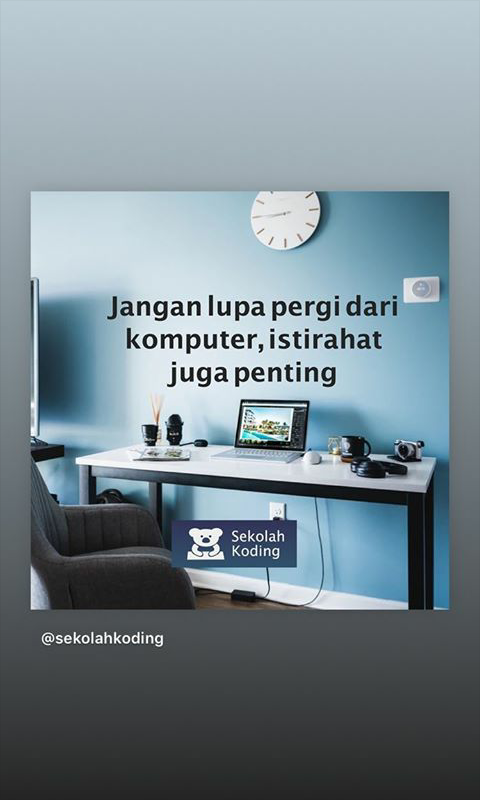 Jangan lupa pergi dari
komputer, istirahat
juga penting
Sekolah
Koding
@sekolahkoding